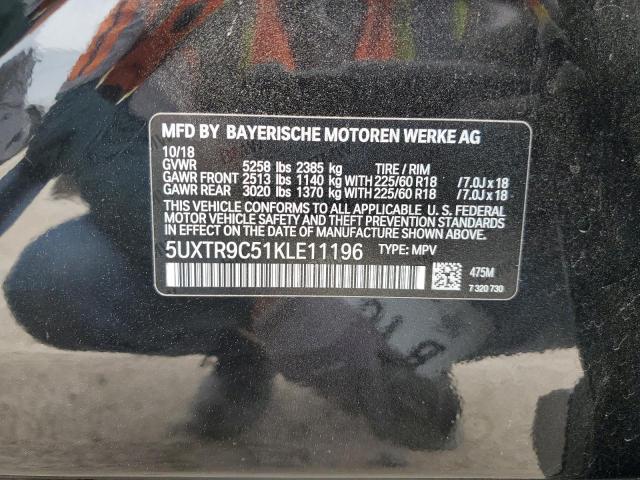 MFD BY BAYERISCHE MOTOREN WERKE AG
10/18
GVWR 5258 lbs 2385 kg TIRE / RIM
GAWR FRONT 2513 lbs 1140 kg WITH 225/60 R18 /7.0J x 18
GAWR REAR 3020 lbs 1370 kg WITH 225/60 R18 /7.0J x 18
THIS VEHICLE CONFORMS TO ALL APPLICABLE U. S. FEDERAL
MOTOR VEHICLE SAFETY AND THEFT PREVENTION STANDARDS
IN EFFECT ON THE DATE OF MANUFACTURE.
5UXTR9C51KLE11196 TYPE: MPV
475M
7 320 730